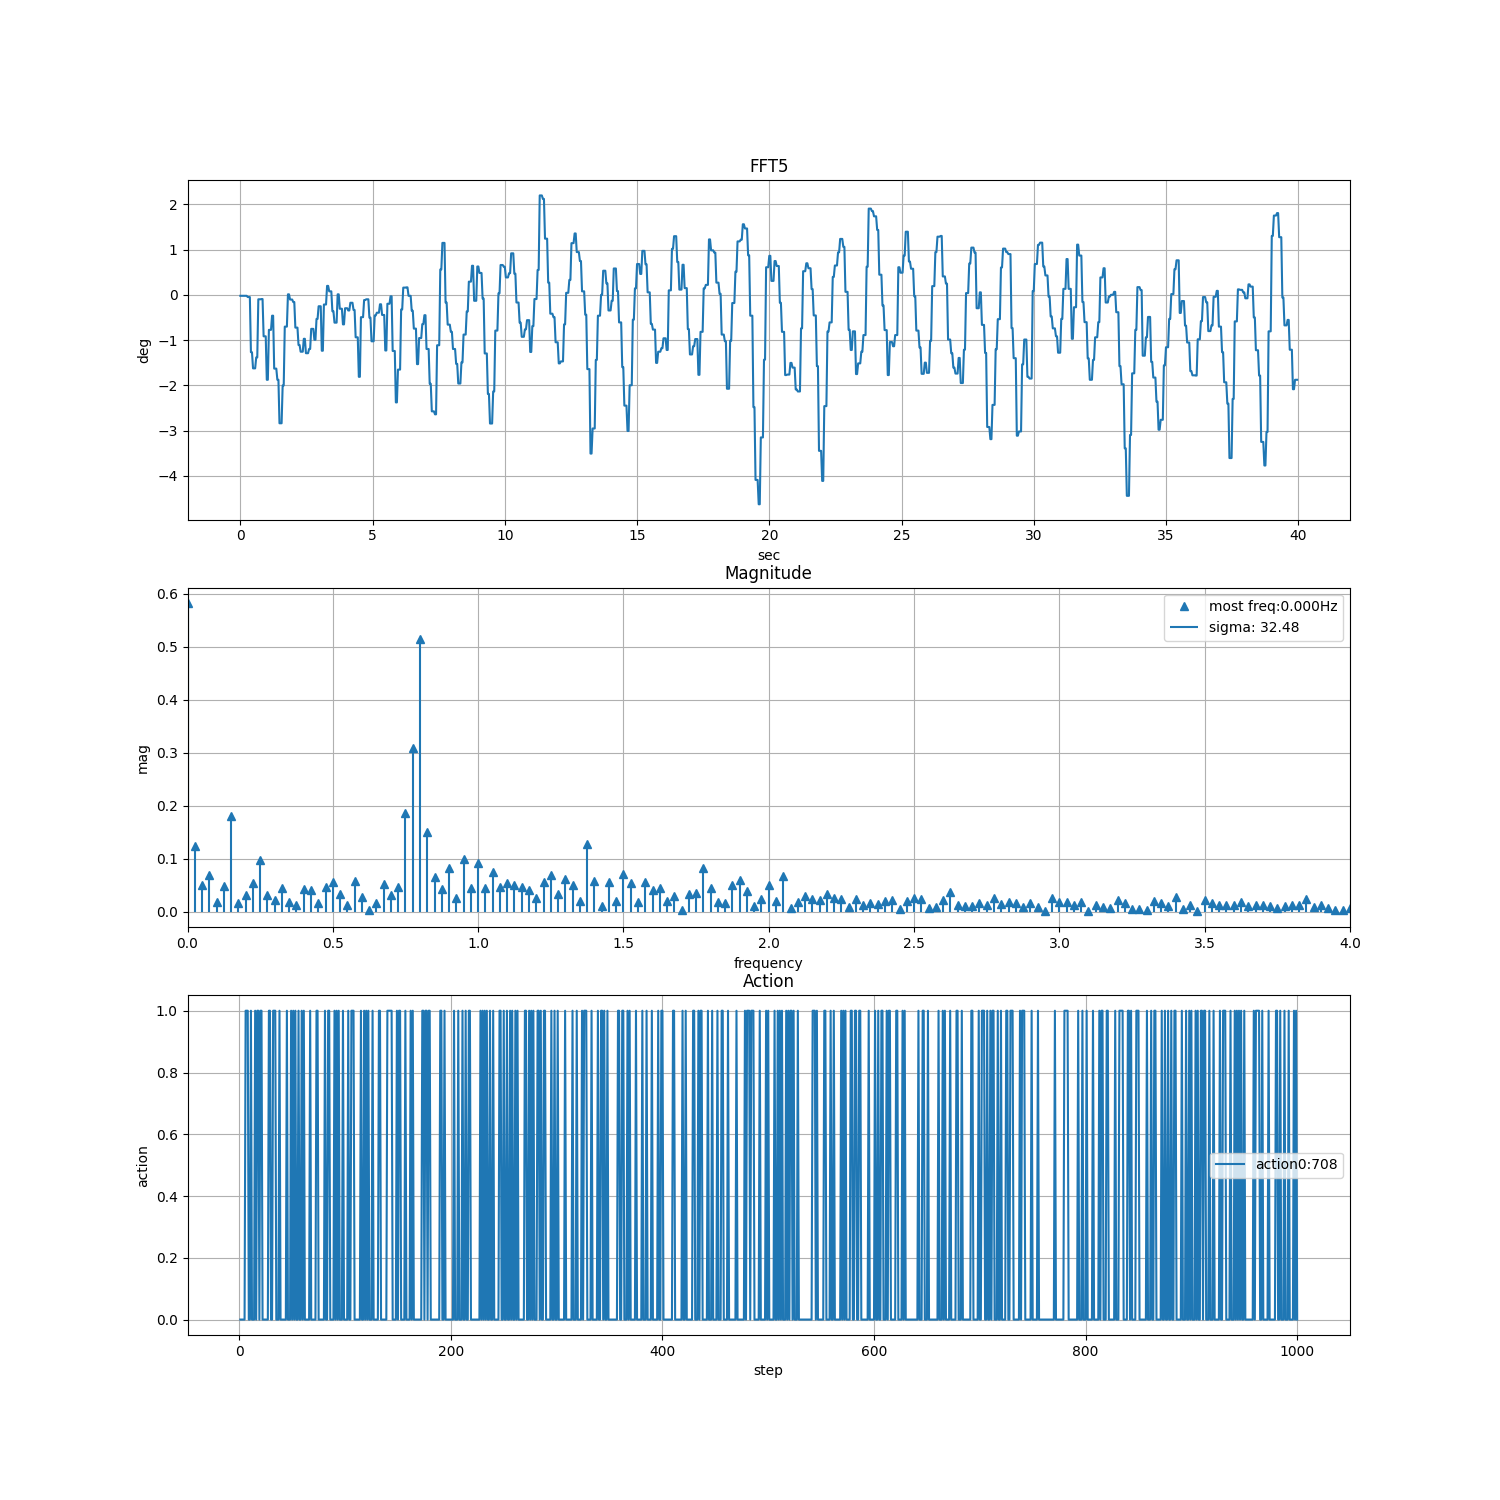 FFT5
2
1
0
−1
−2
−3
−4
deg
0 5 10 15 20 25 30 35 40
sec
Magnitude
0.6
0.5
0.4
0.3
0.2
0.1
0.0
mag
most freq:0.000Hz
sigma: 32.48
0.0 0.5 1.0 1.5 2.0 2.5 3.0 3.5 4.0
frequency
Action
1.0
0.8
0.6
0.4
0.2
0.0
action
action0:708
0 200 400 600 800 1000
step